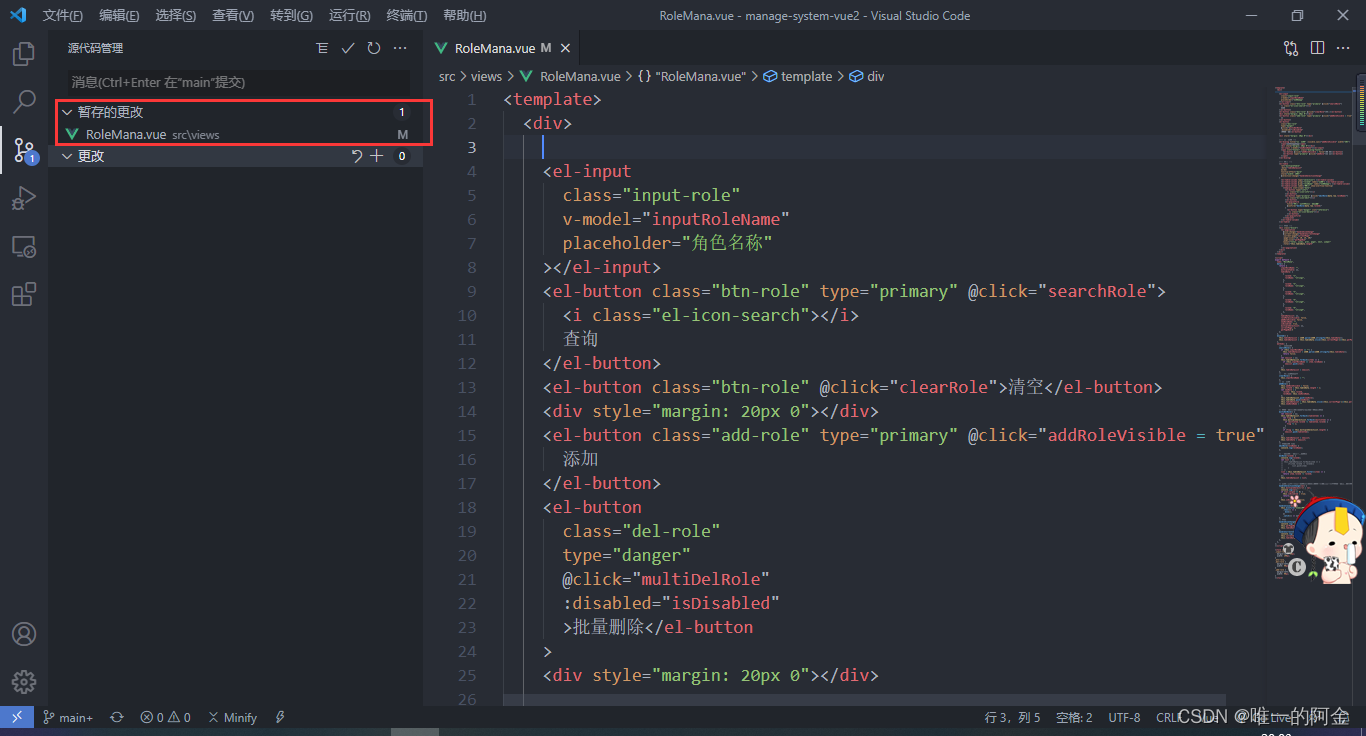 文件(F) 编辑(E) 选择(S) 查看(V) 转到(G) 运行(R) 终端(T) 帮助(H) RoleMana.vue - manage-system-vue2 - Visual Studio Code
源代码管理
消息(Ctrl+Enter 在“main”提交)
暂存的更改 1
RoleMana.vue src\views M
更改 0
1
RoleMana.vue M
src > views > RoleMana.vue > {} "RoleMana.vue" > template > div
1 <template>
2 <div>
3
4 <el-input
5 class="input-role"
6 v-model="inputRoleName"
7 placeholder="角色名称"
8 ></el-input>
9 <el-button class="btn-role" type="primary" @click="searchRole">
10 <i class="el-icon-search"></i>
11 查询
12 </el-button>
13 <el-button class="btn-role" @click="clearRole">清空</el-button>
14 <div style="margin: 20px 0"></div>
15 <el-button class="add-role" type="primary" @click="addRoleVisible = true"
16 添加
17 </el-button>
18 <el-button
19 class="del-role"
20 type="danger"
21 @click="multiDelRole"
22 :disabled="isDisabled"
23 >批量删除</el-button
24 >
25 <div style="margin: 20px 0"></div>
26
main+ 0 0 Minify 行 3，列 5 空格: 2 UTF-8 CRLF
CSDN @唯一的阿金